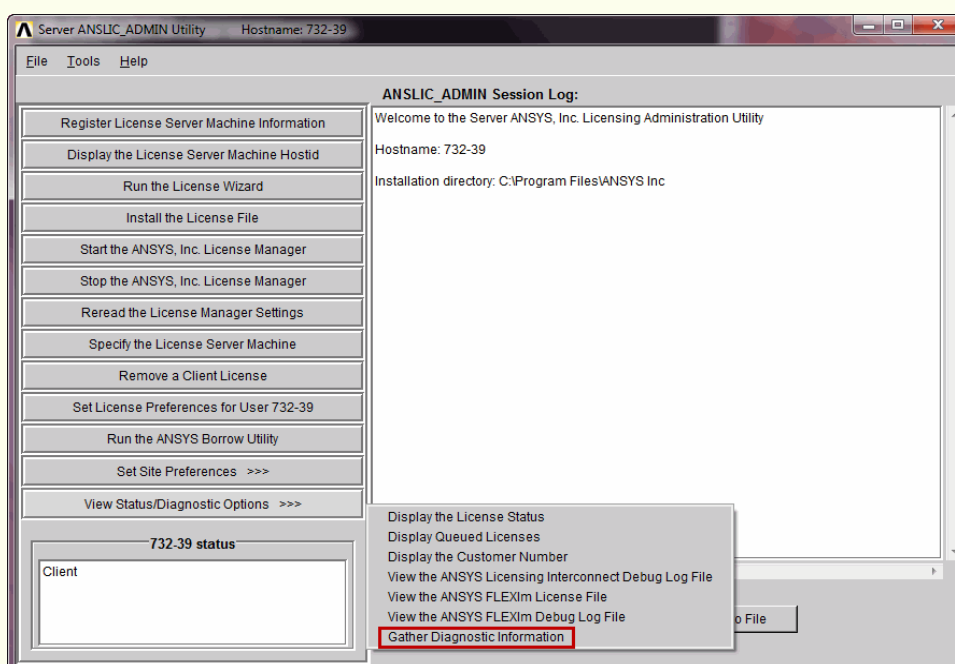 Server ANSLIC_ADMIN Utility Hostname: 732-39
File Tools Help
ANSLIC_ADMIN Session Log:
Register License Server Machine Information
Display the License Server Machine Hostid
Run the License Wizard
Install the License File
Start the ANSYS, Inc. License Manager
Stop the ANSYS, Inc. License Manager
Reread the License Manager Settings
Specify the License Server Machine
Remove a Client License
Set License Preferences for User 732-39
Run the ANSYS Borrow Utility
Set Site Preferences >>>
View Status/Diagnostic Options >>>
732-39 status
Client
Welcome to the Server ANSYS, Inc. Licensing Administration Utility
Hostname: 732-39
Installation directory: C:\Program Files\ANSYS Inc
Display the License Status
Display Queued Licenses
Display the Customer Number
View the ANSYS Licensing Interconnect Debug Log File
View the ANSYS FLEXlm License File
View the ANSYS FLEXlm Debug Log File
Gather Diagnostic Information
o File